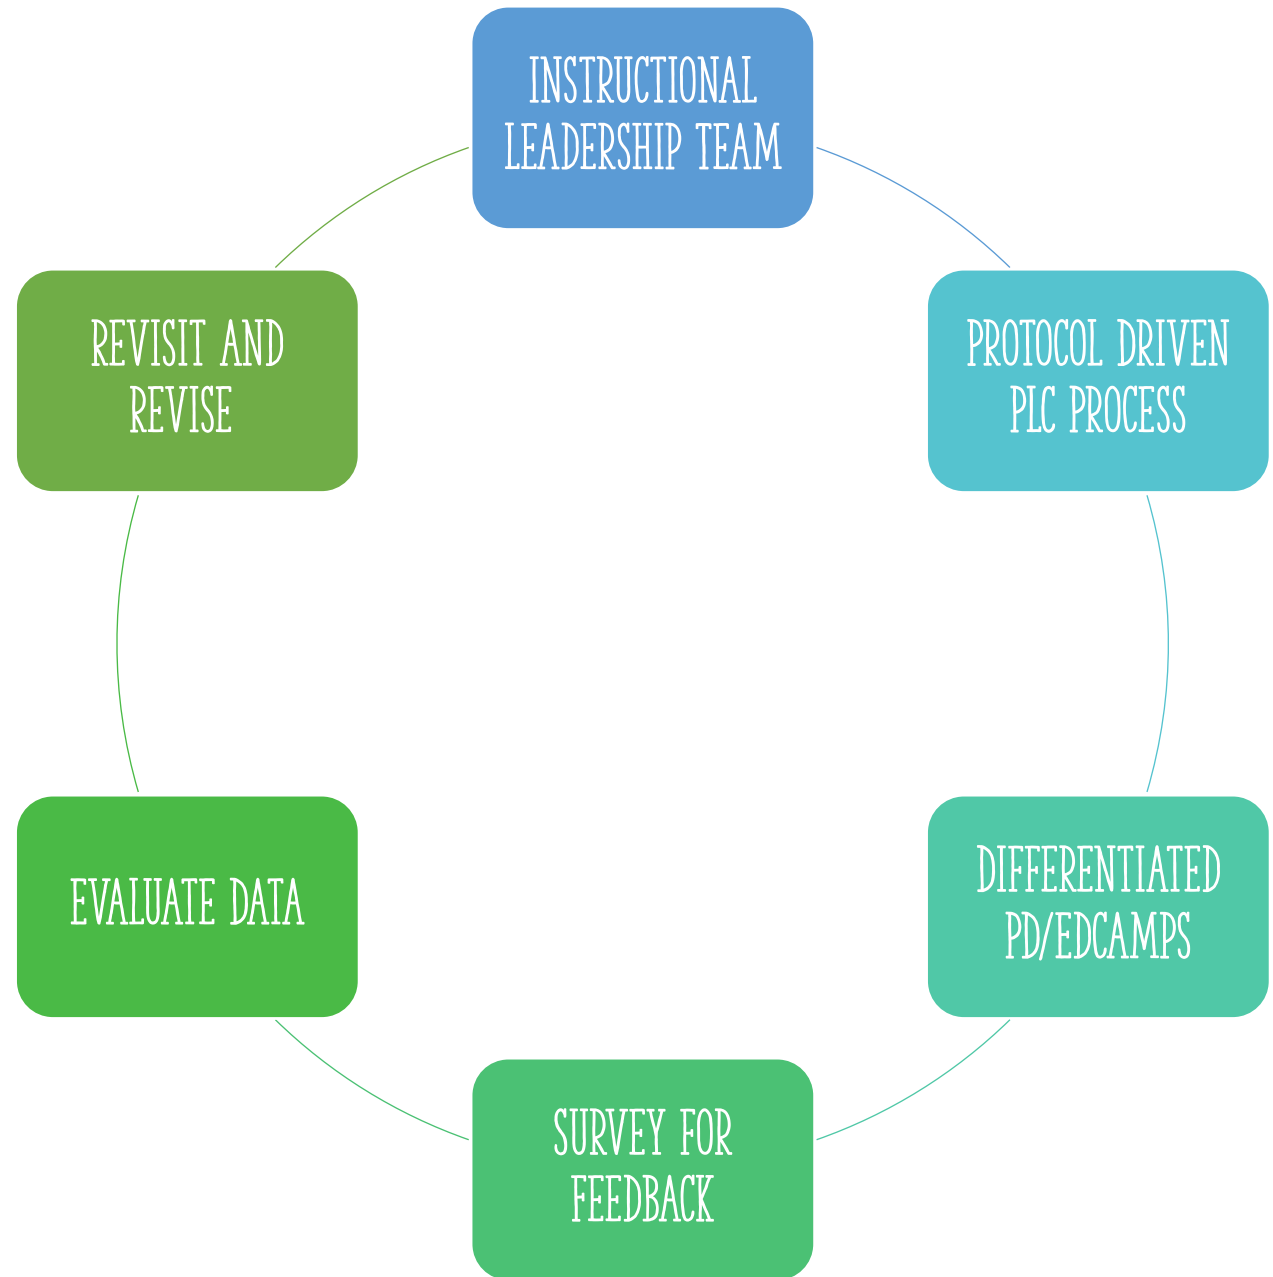 INSTRUCTIONAL
LEADERSHIP TEAM
PROTOCOL DRIVEN
PLC PROCESS
DIFFERENTIATED
PD/EDCAMPS
SURVEY FOR
FEEDBACK
EVALUATE DATA
REVISIT AND
REVISE